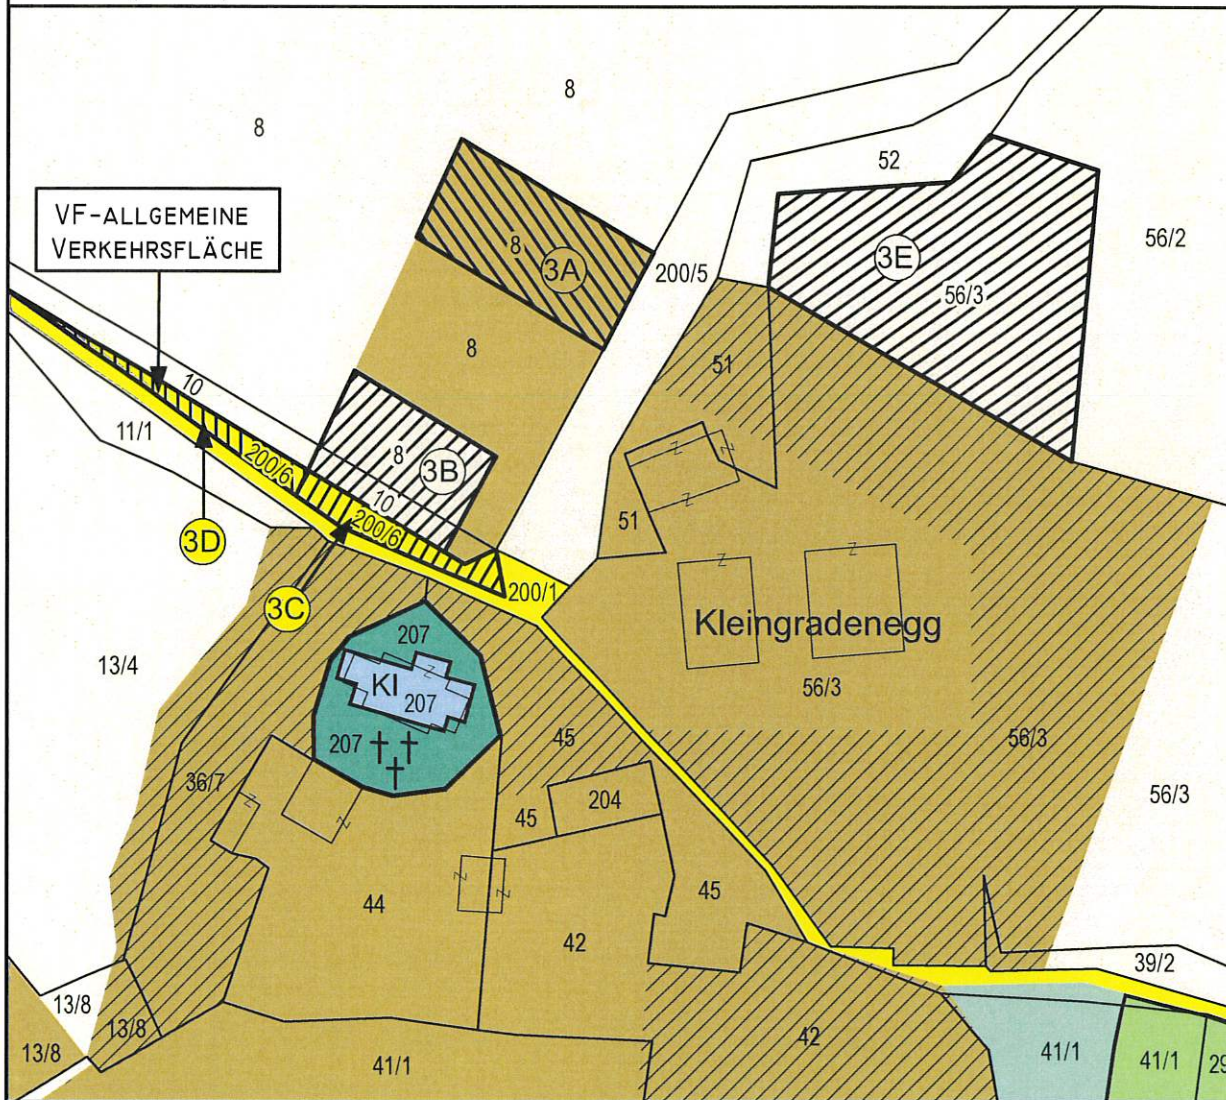 8
8
52
VF-ALLGEMEINE
VERKEHRSFLÄCHE
56/2
8
3A
3E
200/5
56/3
8
51
10
11/1
8
3B
200/6
10
Z
Z
Z
200/6
51
3D
200/1
Z
Z
3C
Kleingradenegg
207
13/4
KI
207
Z
56/3
207
45
56/3
36/7
Z
Z
45
204
56/3
Z
Z
44
45
42
39/2
13/8
13/8
13/8
42
41/1
41/1
41/1
29